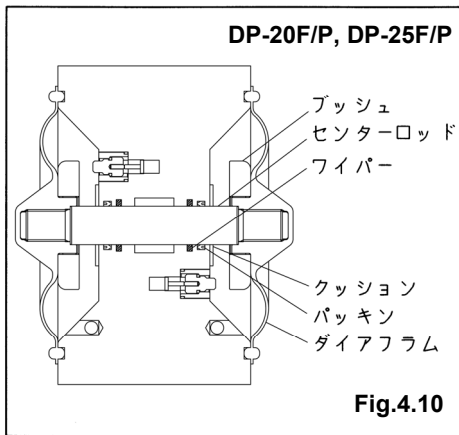 DP-20F/P, DP-25F/P
ブッシュ
センターロッド
ワイパー
クッション
パッキン
ダイアフラム
Fig.4.10